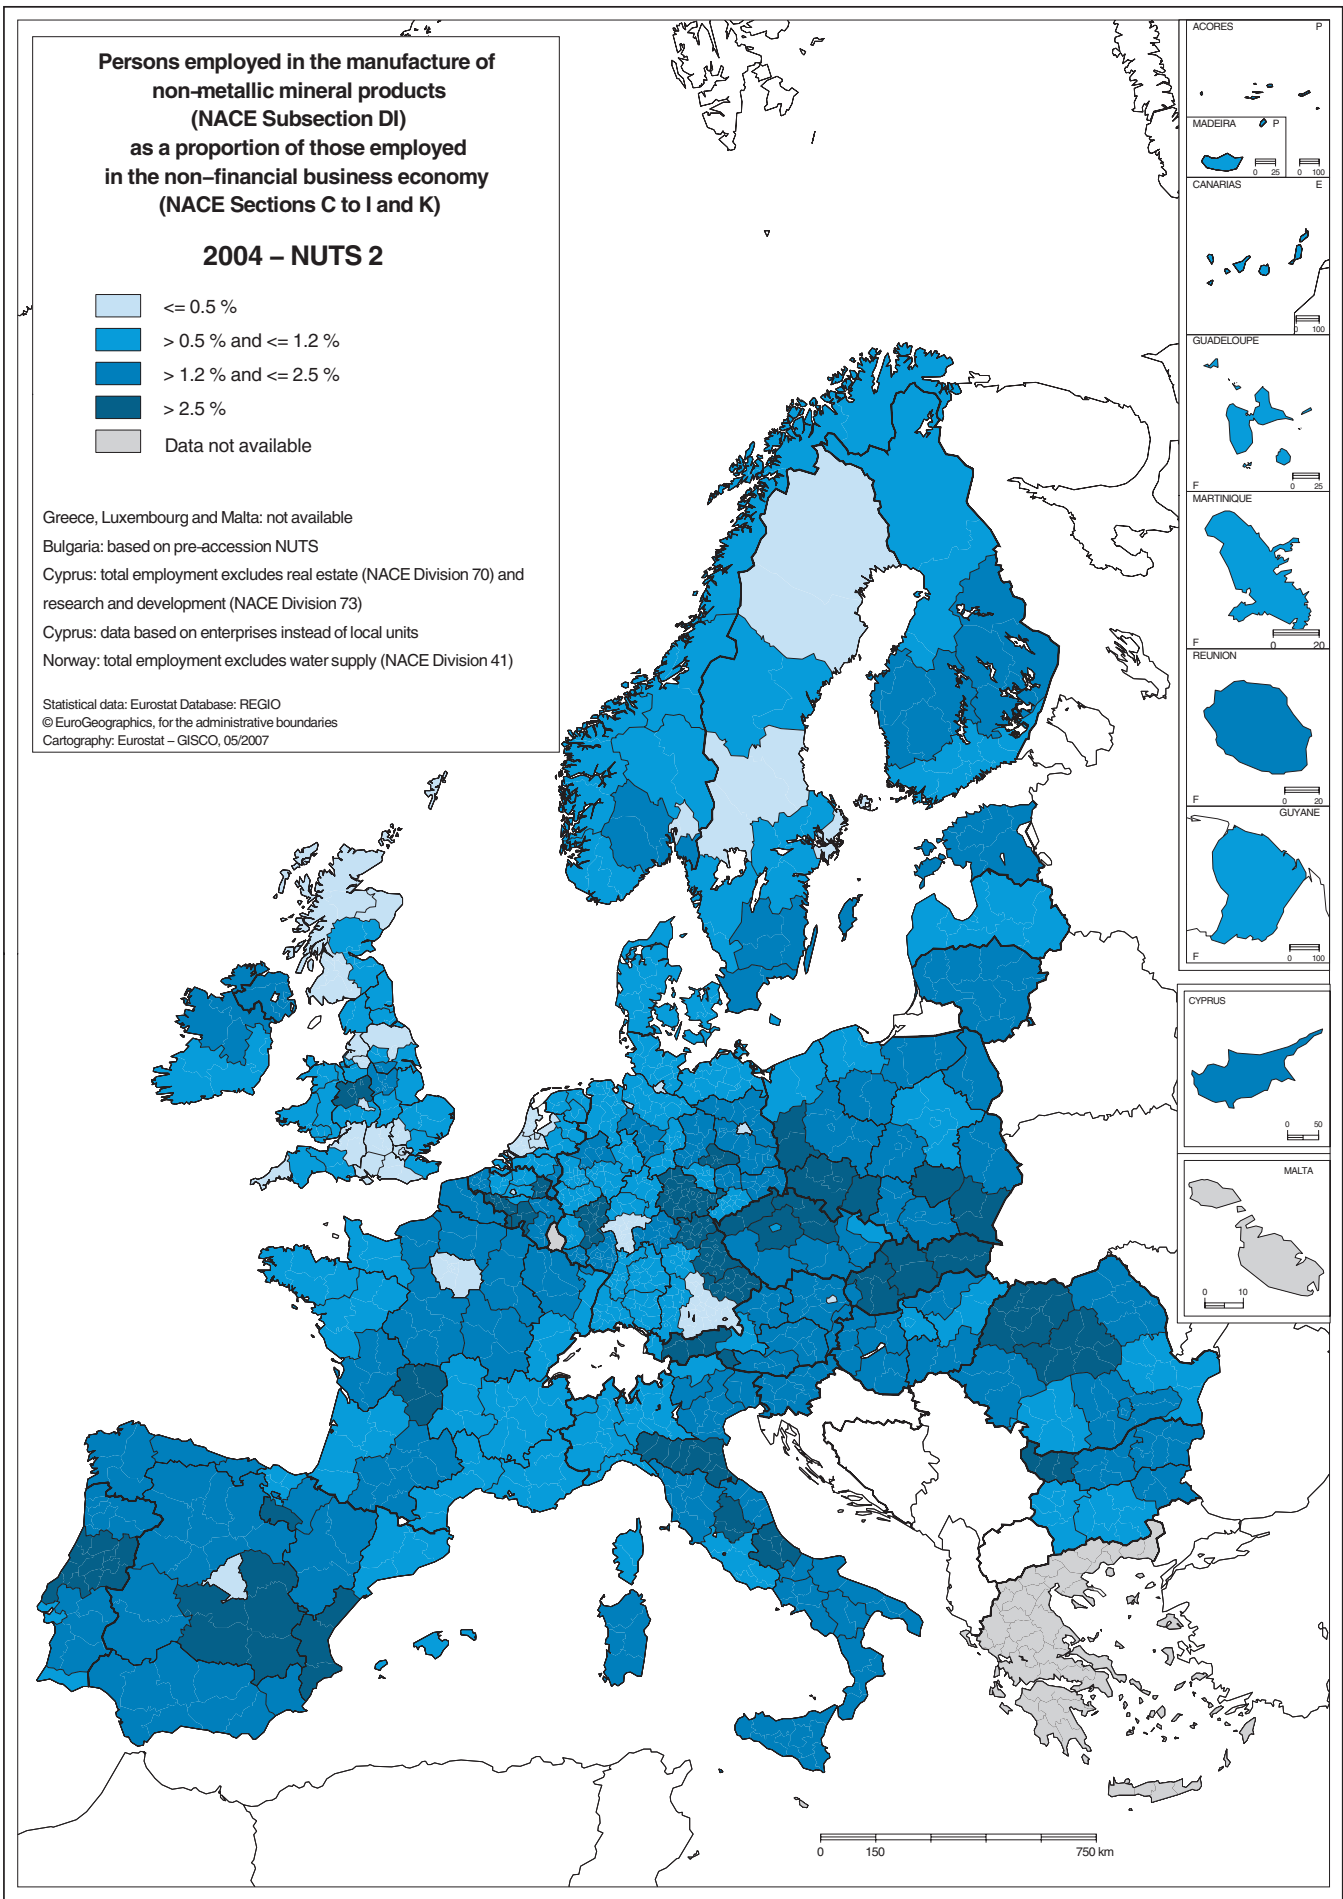 Persons employed in the manufacture of
non-metallic mineral products
(NACE Subsection DI)
as a proportion of those employed
in the non-financial business economy
(NACE Sections C to I and K)
2004 – NUTS 2
<= 0.5 %
> 0.5 % and <= 1.2 %
> 1.2 % and <= 2.5 %
> 2.5 %
Data not available
Greece, Luxembourg and Malta: not available
Bulgaria: based on pre-accession NUTS
Cyprus: total employment excludes real estate (NACE Division 70) and
research and development (NACE Division 73)
Cyprus: data based on enterprises instead of local units
Norway: total employment excludes water supply (NACE Division 41)
Statistical data: Eurostat Database: REGIO
© EuroGeographics, for the administrative boundaries
Cartography: Eurostat – GISCO, 05/2007
ACORES P
MADEIRA P
0 25 0 100
CANARIAS E
0 100
GUADELOUPE
F 0 25
MARTINIQUE
F 0 20
REUNION
F 0 20
GUYANE
F 0 100
CYPRUS
0 50
MALTA
0 10
0 150 750 km